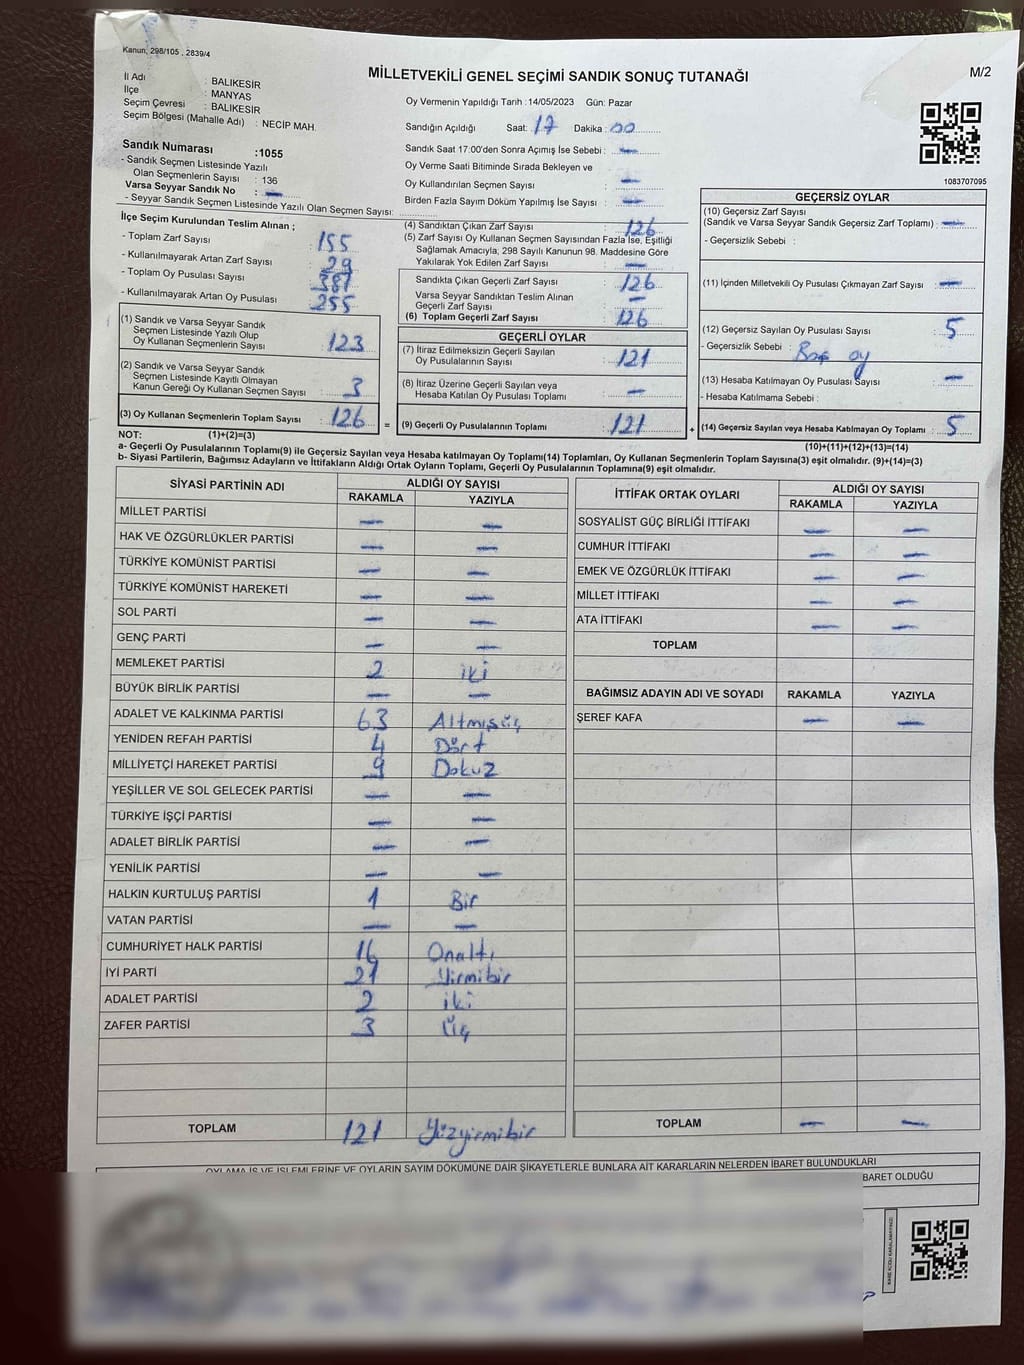 Kanun, 298/105 , 2839/4
MİLLETVEKİLİ GENEL SEÇİMİ SANDIK SONUÇ TUTANAĞI
M/2
İl Adı : BALIKESİR
İlçe : MANYAS
Seçim Çevresi : BALIKESİR
Seçim Bölgesi (Mahalle Adı) : NECİP MAH.
Sandık Numarası :1055
- Sandık Seçmen Listesinde Yazılı
Olan Seçmenlerin Sayısı : 136
Varsa Seyyar Sandık No : —
- Seyyar Sandık Seçmen Listesinde Yazılı Olan Seçmen Sayısı:
Oy Vermenin Yapıldığı Tarih :14/05/2023 Gün: Pazar
Sandığın Açıldığı Saat: 17 Dakika : 00
Sandık Saat 17:00'den Sonra Açımış İse Sebebi : —
Oy Verme Saati Bitiminde Sırada Bekleyen ve
Oy Kullandırılan Seçmen Sayısı : —
Birden Fazla Sayım Döküm Yapılmış İse Sayısı : —
1083707095
İlçe Seçim Kurulundan Teslim Alınan ;
- Toplam Zarf Sayısı : 155
- Kullanılmayarak Artan Zarf Sayısı : 29
- Toplam Oy Pusulası Sayısı : 381
- Kullanılmayarak Artan Oy Pusulası : 255
(1) Sandık ve Varsa Seyyar Sandık
Seçmen Listesinde Yazılı Olup
Oy Kullanan Seçmenlerin Sayısı : 123
(2) Sandık ve Varsa Seyyar Sandık
Seçmen Listesinde Kayıtlı Olmayan
Kanun Gereği Oy Kullanan Seçmen Sayısı : 3
(3) Oy Kullanan Seçmenlerin Toplam Sayısı : 126 =
(4) Sandıktan Çıkan Zarf Sayısı : 126
(5) Zarf Sayısı Oy Kullanan Seçmen Sayısından Fazla İse, Eşitliği
Sağlamak Amacıyla; 298 Sayılı Kanunun 98. Maddesine Göre
Yakılarak Yok Edilen Zarf Sayısı : —
Sandıkta Çıkan Geçerli Zarf Sayısı : 126
Varsa Seyyar Sandıktan Teslim Alınan
Geçerli Zarf Sayısı : —
(6) Toplam Geçerli Zarf Sayısı : 126
GEÇERLİ OYLAR
(7) İtiraz Edilmeksizin Geçerli Sayılan
Oy Pusulalarının Sayısı : 121
(8) İtiraz Üzerine Geçerli Sayılan veya
Hesaba Katılan Oy Pusulası Toplamı : —
(9) Geçerli Oy Pusulalarının Toplamı : 121 +
GEÇERSİZ OYLAR
(10) Geçersiz Zarf Sayısı
(Sandık ve Varsa Seyyar Sandık Geçersiz Zarf Toplamı) : —
- Geçersizlik Sebebi :
(11) İçinden Milletvekili Oy Pusulası Çıkmayan Zarf Sayısı : —
(12) Geçersiz Sayılan Oy Pusulası Sayısı : 5
- Geçersizlik Sebebi : Boş oy
(13) Hesaba Katılmayan Oy Pusulası Sayısı : —
- Hesaba Katılmama Sebebi :
(14) Geçersiz Sayılan veya Hesaba Katılmayan Oy Toplamı : 5
NOT: (1)+(2)=(3)
(10)+(11)+(12)+(13)=(14)
a- Geçerli Oy Pusulalarının Toplamı(9) ile Geçersiz Sayılan veya Hesaba katılmayan Oy Toplamı(14) Toplamları, Oy Kullanan Seçmenlerin Toplam Sayısına(3) eşit olmalıdır. (9)+(14)=(3)
b- Siyasi Partilerin, Bağımsız Adayların ve İttifakların Aldığı Ortak Oyların Toplamı, Geçerli Oy Pusulalarının Toplamına(9) eşit olmalıdır.
SİYASİ PARTİNİN ADI ALDIĞI OY SAYISI
RAKAMLA YAZIYLA
MİLLET PARTİSİ — —
HAK VE ÖZGÜRLÜKLER PARTİSİ — —
TÜRKİYE KOMÜNİST PARTİSİ — —
TÜRKİYE KOMÜNİST HAREKETİ — —
SOL PARTİ — —
GENÇ PARTİ — —
MEMLEKET PARTİSİ 2 iki
BÜYÜK BİRLİK PARTİSİ — —
ADALET VE KALKINMA PARTİSİ 63 Altmışüç
YENİDEN REFAH PARTİSİ 4 Dört
MİLLİYETÇİ HAREKET PARTİSİ 9 Dokuz
YEŞİLLER VE SOL GELECEK PARTİSİ — —
TÜRKİYE İŞÇİ PARTİSİ — —
ADALET BİRLİK PARTİSİ — —
YENİLİK PARTİSİ — —
HALKIN KURTULUŞ PARTİSİ 1 Bir
VATAN PARTİSİ — —
CUMHURİYET HALK PARTİSİ 16 Onaltı
İYİ PARTİ 21 Yirmibir
ADALET PARTİSİ 2 iki
ZAFER PARTİSİ 3 Üç
TOPLAM 121 Yüzyirmibir
İTTİFAK ORTAK OYLARI ALDIĞI OY SAYISI
RAKAMLA YAZIYLA
SOSYALİST GÜÇ BİRLİĞİ İTTİFAKI — —
CUMHUR İTTİFAKI — —
EMEK VE ÖZGÜRLÜK İTTİFAKI — —
MİLLET İTTİFAKI — —
ATA İTTİFAKI — —
TOPLAM
BAĞIMSIZ ADAYIN ADI VE SOYADI RAKAMLA YAZIYLA
ŞEREF KAFA — —
TOPLAM — —
OYLAMA İŞ VE İŞLEMLERİNE VE OYLARIN SAYIM DÖKÜMÜNE DAİR ŞİKAYETLERLE BUNLARA AİT KARARLARIN NELERDEN İBARET BULUNDUKLARI
BARET OLDUĞU